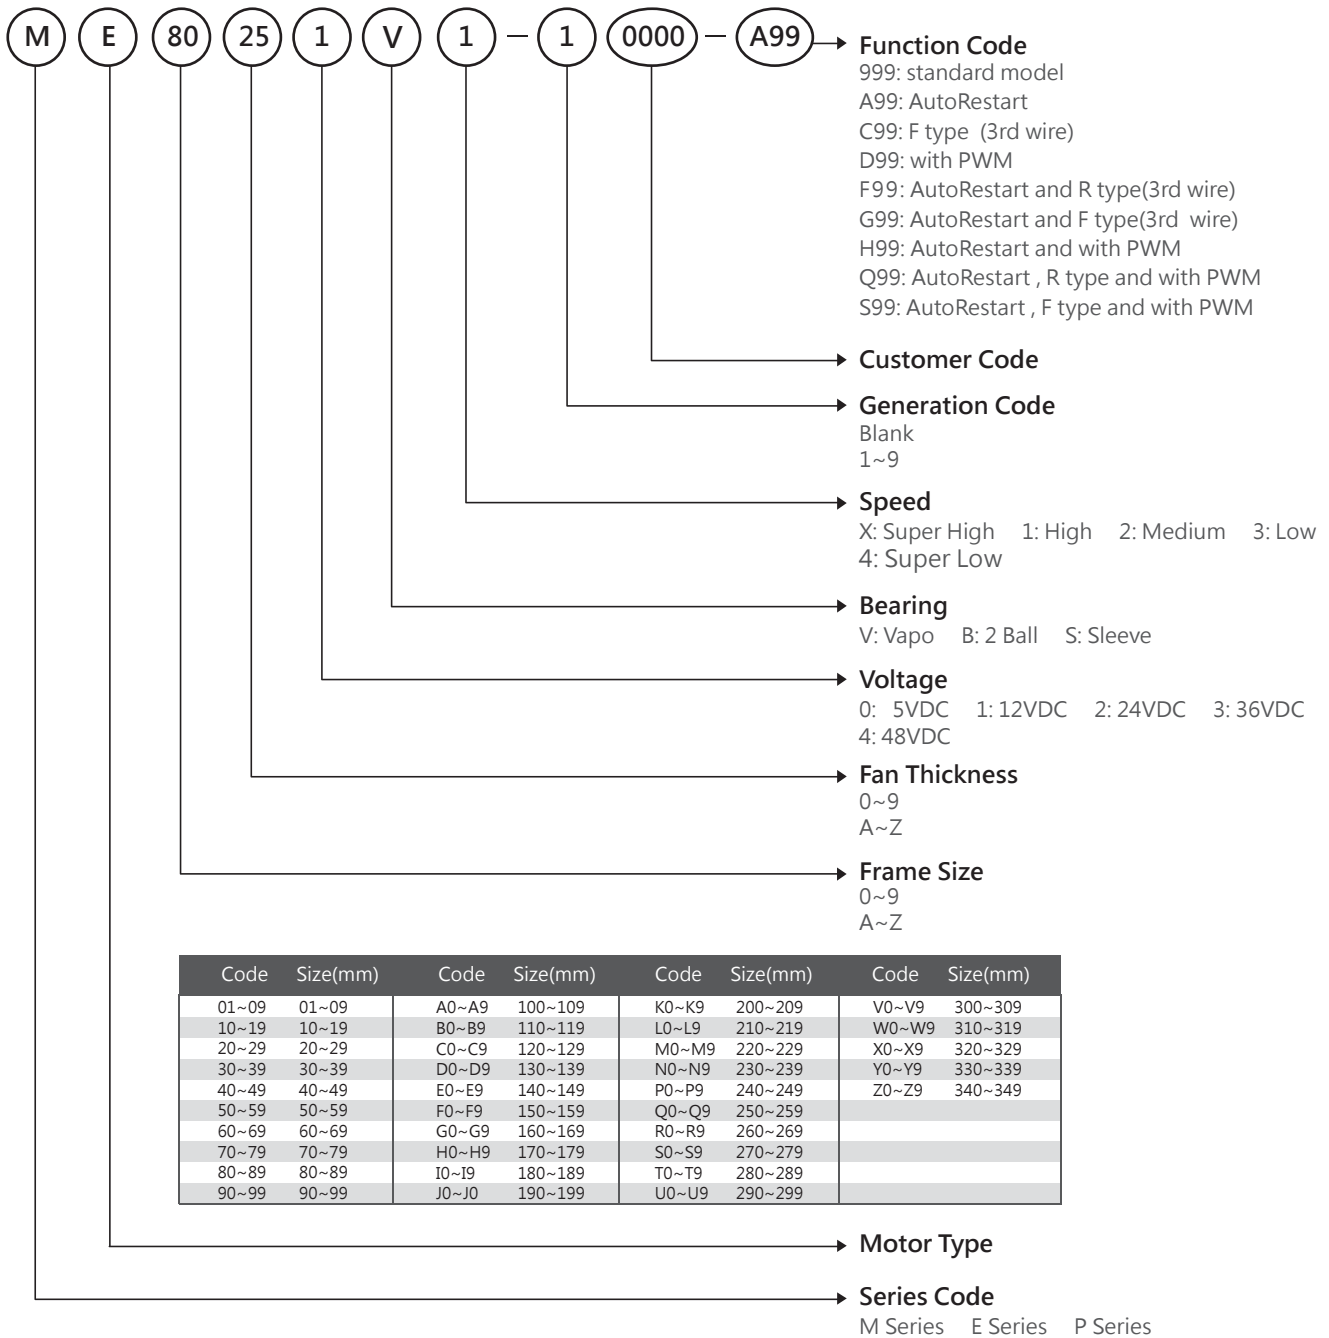 M E 80 25 1 V 1 – 1 0000 – A99
Function Code
999: standard model
A99: AutoRestart
C99: F type (3rd wire)
D99: with PWM
F99: AutoRestart and R type(3rd wire)
G99: AutoRestart and F type(3rd wire)
H99: AutoRestart and with PWM
Q99: AutoRestart , R type and with PWM
S99: AutoRestart , F type and with PWM
Customer Code
Generation Code
Blank
1~9
Speed
X: Super High 1: High 2: Medium 3: Low
4: Super Low
Bearing
V: Vapo B: 2 Ball S: Sleeve
Voltage
0: 5VDC 1: 12VDC 2: 24VDC 3: 36VDC
4: 48VDC
Fan Thickness
0~9
A~Z
Frame Size
0~9
A~Z
Code Size(mm) Code Size(mm) Code Size(mm) Code Size(mm)
01~09 01~09 A0~A9 100~109 K0~K9 200~209 V0~V9 300~309
10~19 10~19 B0~B9 110~119 L0~L9 210~219 W0~W9 310~319
20~29 20~29 C0~C9 120~129 M0~M9 220~229 X0~X9 320~329
30~39 30~39 D0~D9 130~139 N0~N9 230~239 Y0~Y9 330~339
40~49 40~49 E0~E9 140~149 P0~P9 240~249 Z0~Z9 340~349
50~59 50~59 F0~F9 150~159 Q0~Q9 250~259
60~69 60~69 G0~G9 160~169 R0~R9 260~269
70~79 70~79 H0~H9 170~179 S0~S9 270~279
80~89 80~89 I0~I9 180~189 T0~T9 280~289
90~99 90~99 J0~J0 190~199 U0~U9 290~299
Motor Type
Series Code
M Series E Series P Series